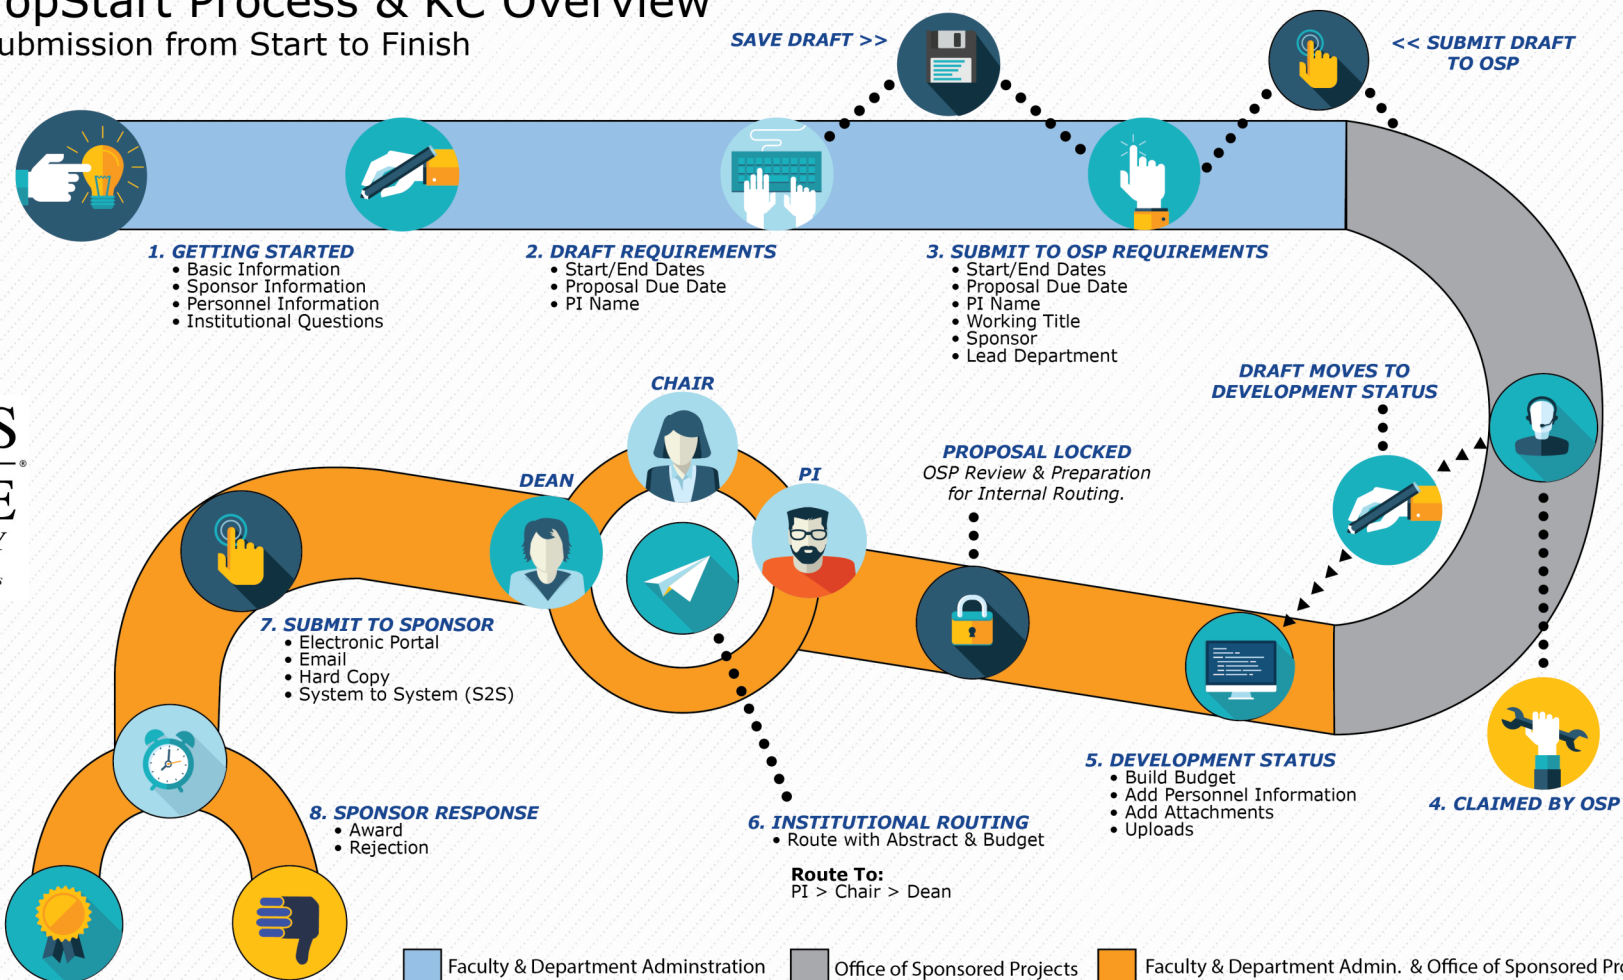 opStart Process & KC Overview
ubmission from Start to Finish
SAVE DRAFT >>
<< SUBMIT DRAFT
TO OSP
1. GETTING STARTED
• Basic Information
• Sponsor Information
• Personnel Information
• Institutional Questions
2. DRAFT REQUIREMENTS
• Start/End Dates
• Proposal Due Date
• PI Name
3. SUBMIT TO OSP REQUIREMENTS
• Start/End Dates
• Proposal Due Date
• PI Name
• Working Title
• Sponsor
• Lead Department
DRAFT MOVES TO
DEVELOPMENT STATUS
CHAIR
DEAN
PI
PROPOSAL LOCKED
OSP Review & Preparation
for Internal Routing.
S
®
E
Y
s
7. SUBMIT TO SPONSOR
• Electronic Portal
• Email
• Hard Copy
• System to System (S2S)
5. DEVELOPMENT STATUS
• Build Budget
• Add Personnel Information
• Add Attachments
• Uploads
4. CLAIMED BY OSP
8. SPONSOR RESPONSE
• Award
• Rejection
6. INSTITUTIONAL ROUTING
• Route with Abstract & Budget
Route To:
PI > Chair > Dean
Faculty & Department Adminstration
Office of Sponsored Projects
Faculty & Department Admin. & Office of Sponsored P